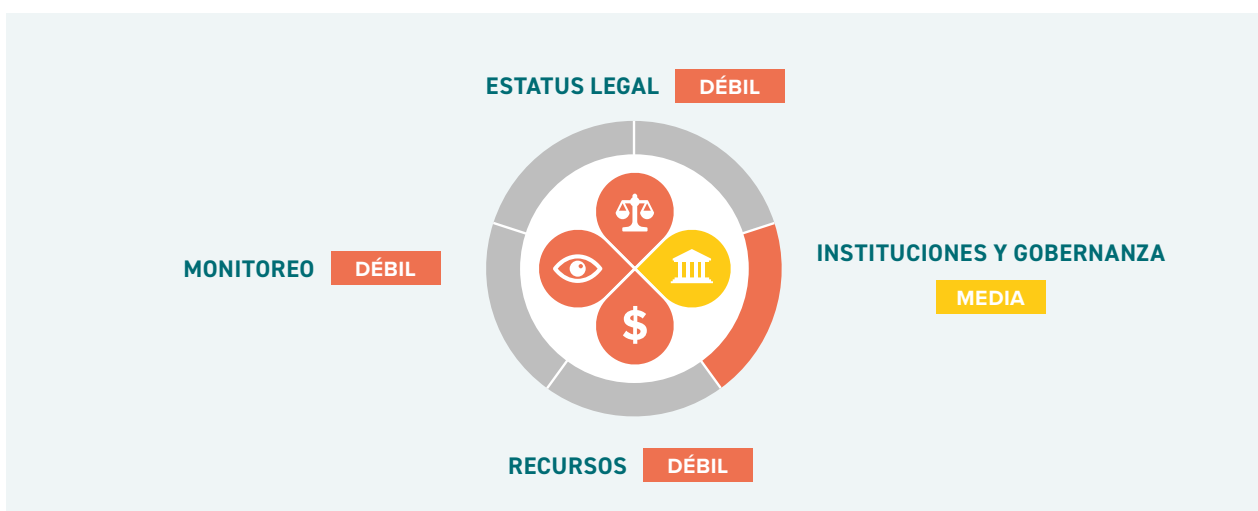 ESTATUS LEGAL DÉBIL
MONITOREO DÉBIL
INSTITUCIONES Y GOBERNANZA
MEDIA
$
RECURSOS DÉBIL